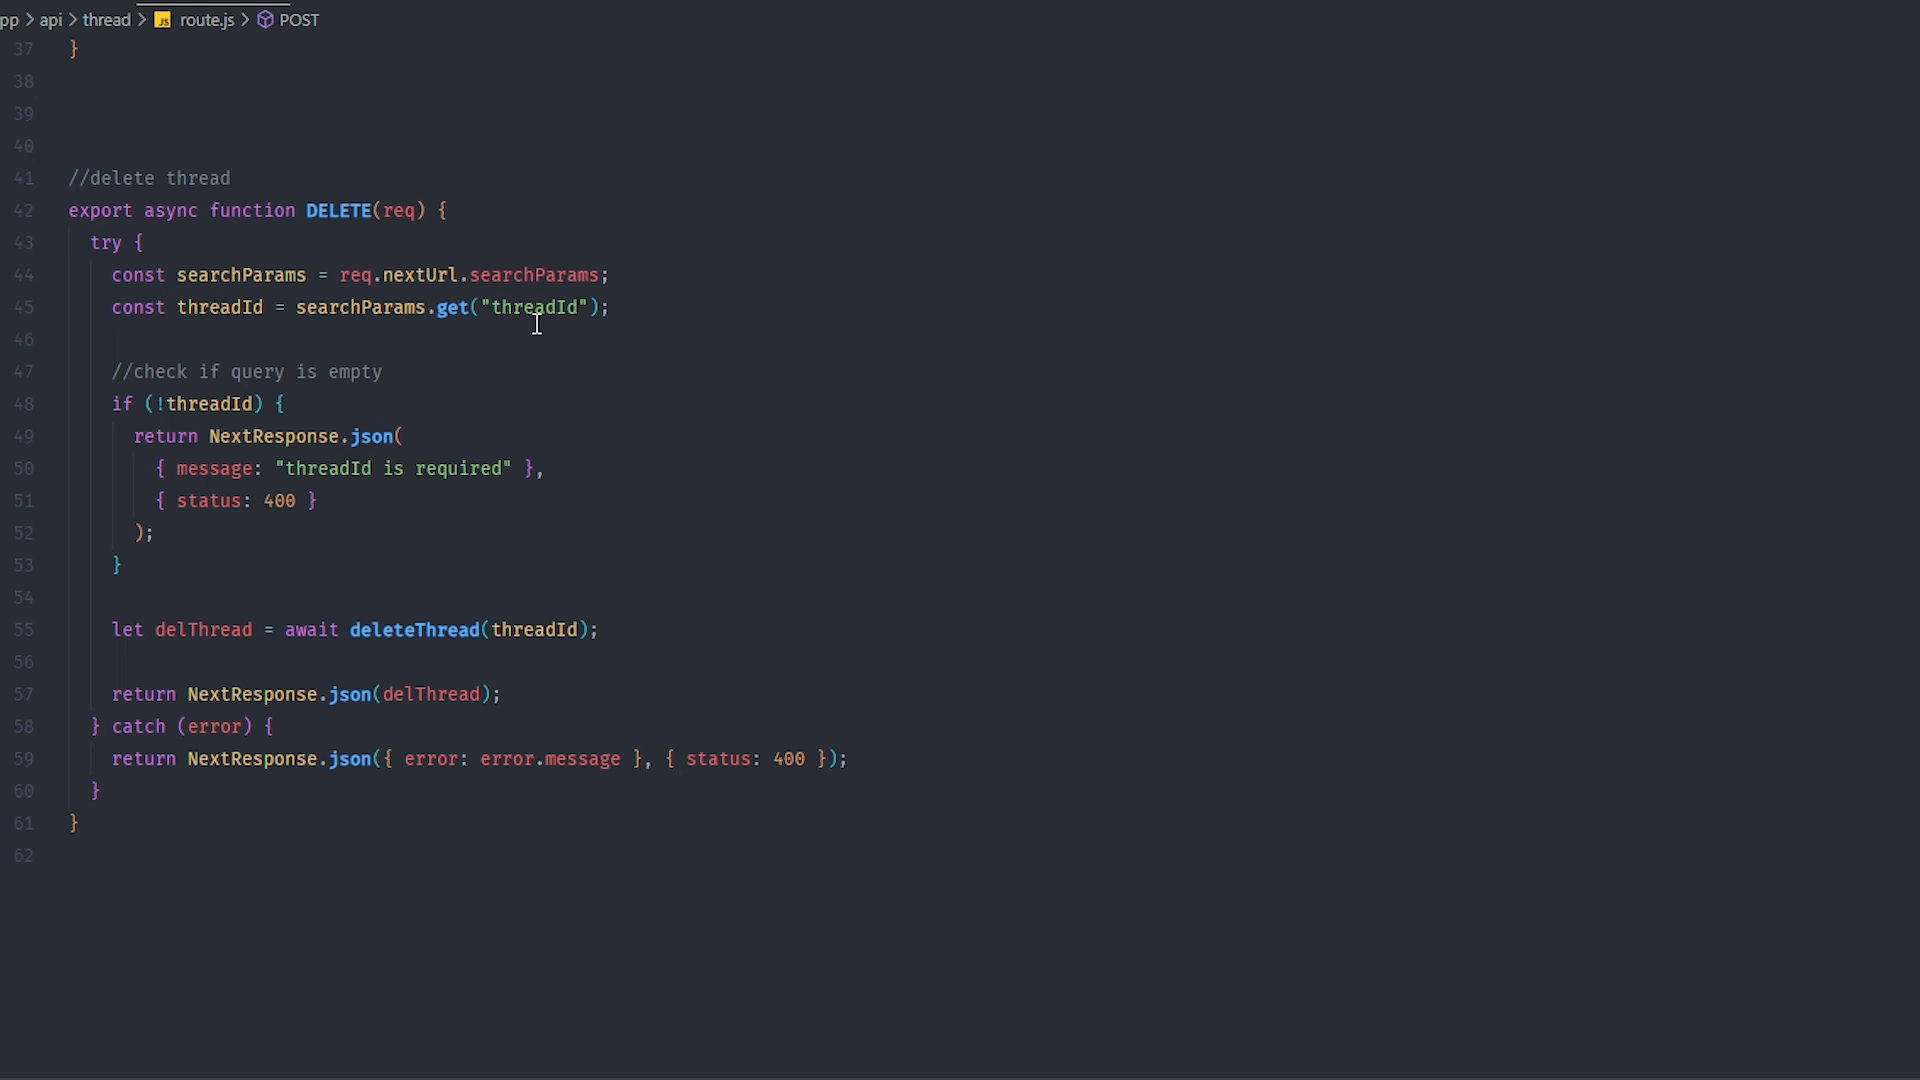 pp > api > thread > JS route.js > POST
37 }
38
39
40
41 //delete thread
42 export async function DELETE(req) {
43 try {
44 const searchParams = req.nextUrl.searchParams;
45 const threadId = searchParams.get("threadId");
46
47 //check if query is empty
48 if (!threadId) {
49 return NextResponse.json(
50 { message: "threadId is required" },
51 { status: 400 }
52 );
53 }
54
55 let delThread = await deleteThread(threadId);
56
57 return NextResponse.json(delThread);
58 } catch (error) {
59 return NextResponse.json({ error: error.message }, { status: 400 });
60 }
61 }
62